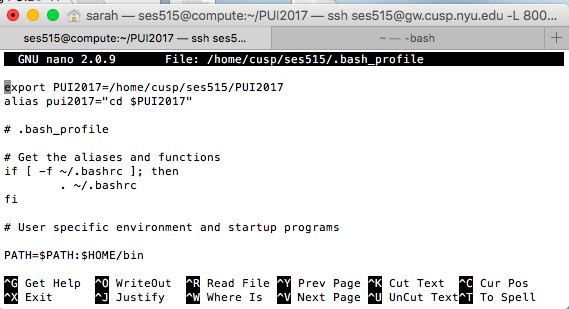 sarah — ses515@compute:~/PUI2017 — ssh ses515@gw.cusp.nyu.edu -L 800...
ses515@compute:~/PUI2017 — ssh ses5... ~ — -bash +
GNU nano 2.0.9 File: /home/cusp/ses515/.bash_profile
export PUI2017=/home/cusp/ses515/PUI2017
alias pui2017="cd $PUI2017"
# .bash_profile
# Get the aliases and functions
if [ -f ~/.bashrc ]; then
. ~/.bashrc
fi
# User specific environment and startup programs
PATH=$PATH:$HOME/bin
^G Get Help ^O WriteOut ^R Read File ^Y Prev Page ^K Cut Text ^C Cur Pos
^X Exit ^J Justify ^W Where Is ^V Next Page ^U UnCut Text ^T To Spell